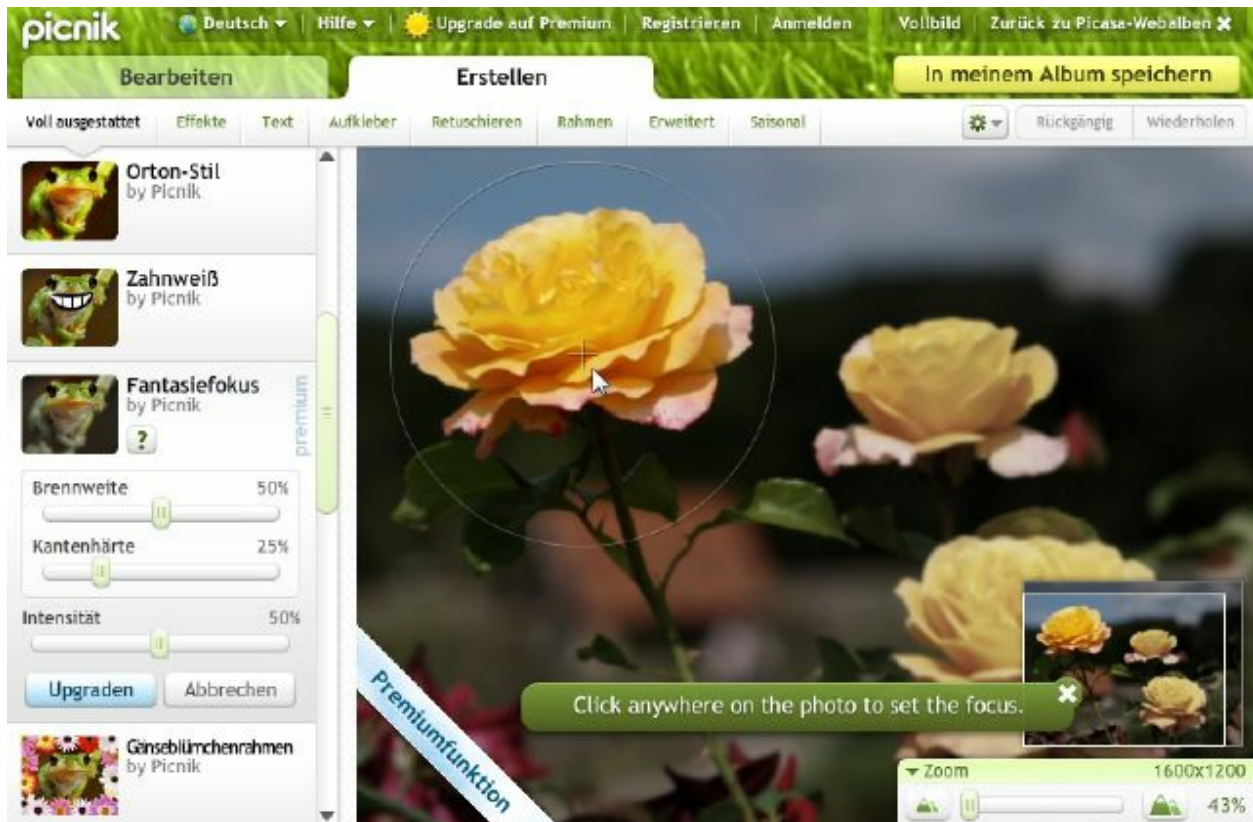 picnik
Deutsch
Hilfe
Upgrade auf Premium
Registrieren
Anmelden
Vollbild
Zurück zu Picasa-Webalben
Bearbeiten
Erstellen
In meinem Album speichern
Voll ausgestattet
Effekte
Text
Aufkleber
Retuschieren
Rahmen
Erweitert
Saisonal
Rückgängig
Wiederholen
Orton-Stil
by Picnik
Zahnweiß
by Picnik
Fantasiefokus
by Picnik
premium
?
Brennweite 50%
Kantenhärte 25%
Intensität 50%
Upgraden
Abbrechen
Gänseblümchenrahmen
by Picnik
Premiumfunktion
Click anywhere on the photo to set the focus.
Zoom 1600x1200
43%